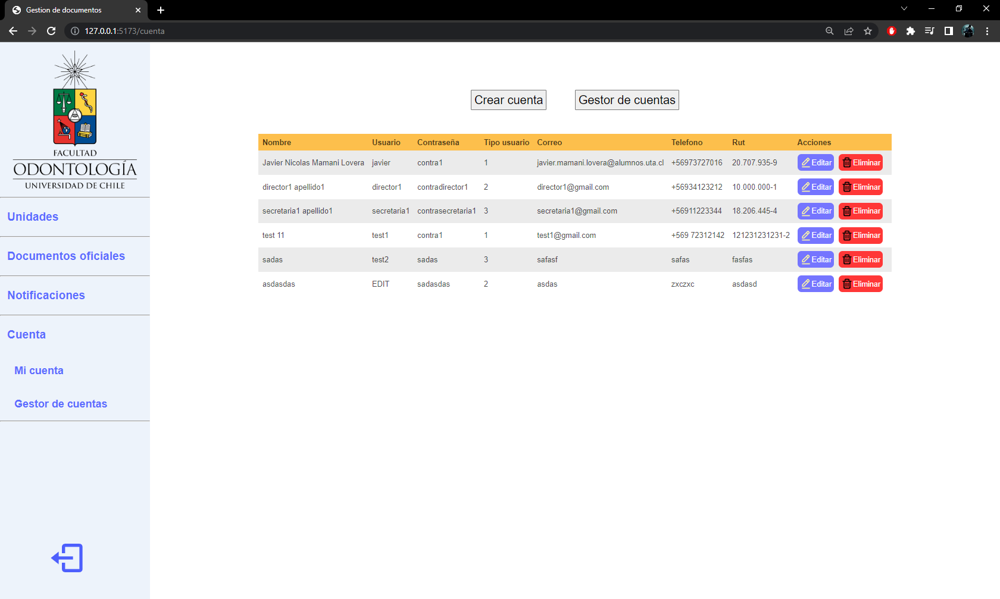 Gestion de documentos
127.0.0.1:5173/cuenta
FACULTAD
ODONTOLOGÍA
UNIVERSIDAD DE CHILE
Unidades
Documentos oficiales
Notificaciones
Cuenta
Mi cuenta
Gestor de cuentas
Crear cuenta Gestor de cuentas
Nombre Usuario Contraseña Tipo usuario Correo Telefono Rut Acciones
Javier Nicolas Mamani Lovera javier contra1 1 javier.mamani.lovera@alumnos.uta.cl +56973727016 20.707.935-9 Editar Eliminar
director1 apellido1 director1 contradirector1 2 director1@gmail.com +56934123212 10.000.000-1 Editar Eliminar
secretaria1 apellido1 secretaria1 contrasecretaria1 3 secretaria1@gmail.com +56911223344 18.206.445-4 Editar Eliminar
test 11 test1 contra1 1 test1@gmail.com +569 72312142 121231231231-2 Editar Eliminar
sadas test2 sadas 3 safasf safas fasfas Editar Eliminar
asdasdas EDIT sadasdas 2 asdas zxczxc asdasd Editar Eliminar